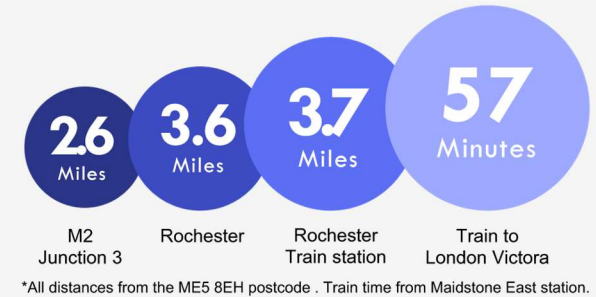 2.6
Miles
3.6
Miles
3.7
Miles
57
Minutes
M2
Junction 3
Rochester
Rochester
Train station
Train to
London Victora
*All distances from the ME5 8EH postcode . Train time from Maidstone East station.